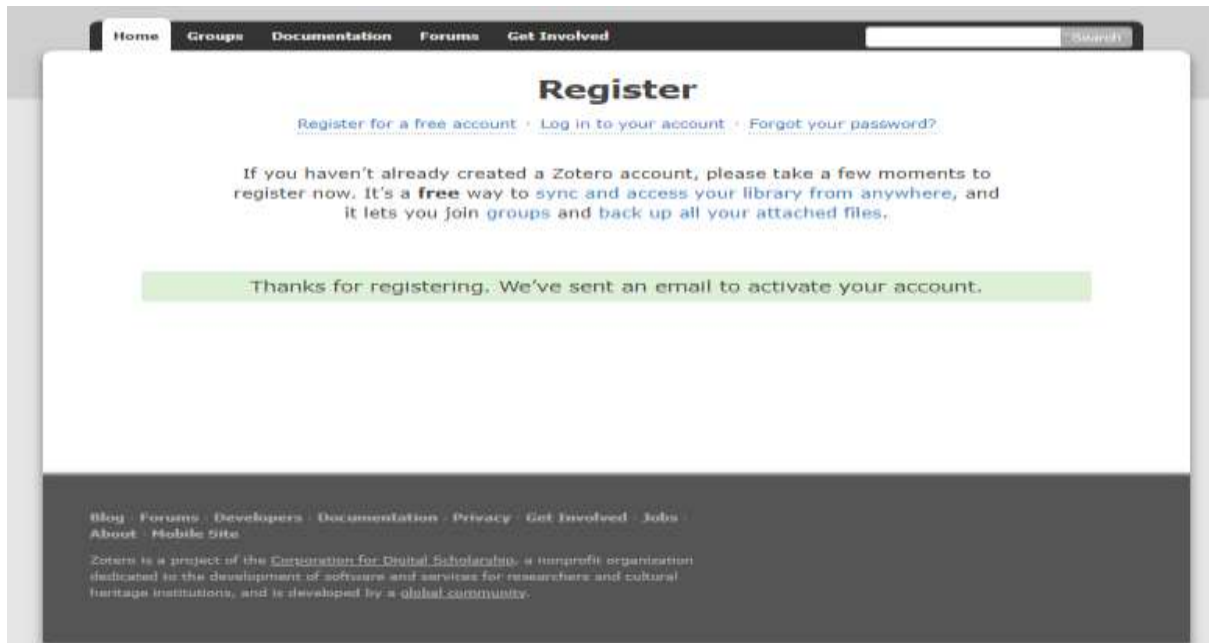 Home Groups Documentation Forums Get Involved Search
Register
Register for a free account · Log in to your account · Forgot your password?
If you haven’t already created a Zotero account, please take a few moments to
register now. It’s a free way to sync and access your library from anywhere, and
it lets you join groups and back up all your attached files.
Thanks for registering. We’ve sent an email to activate your account.
Blog · Forums · Developers · Documentation · Privacy · Get Involved · Jobs ·
About · Mobile Site
Zotero is a project of the Corporation for Digital Scholarship, a nonprofit organization
dedicated to the development of software and services for researchers and cultural
heritage institutions, and is developed by a global community.